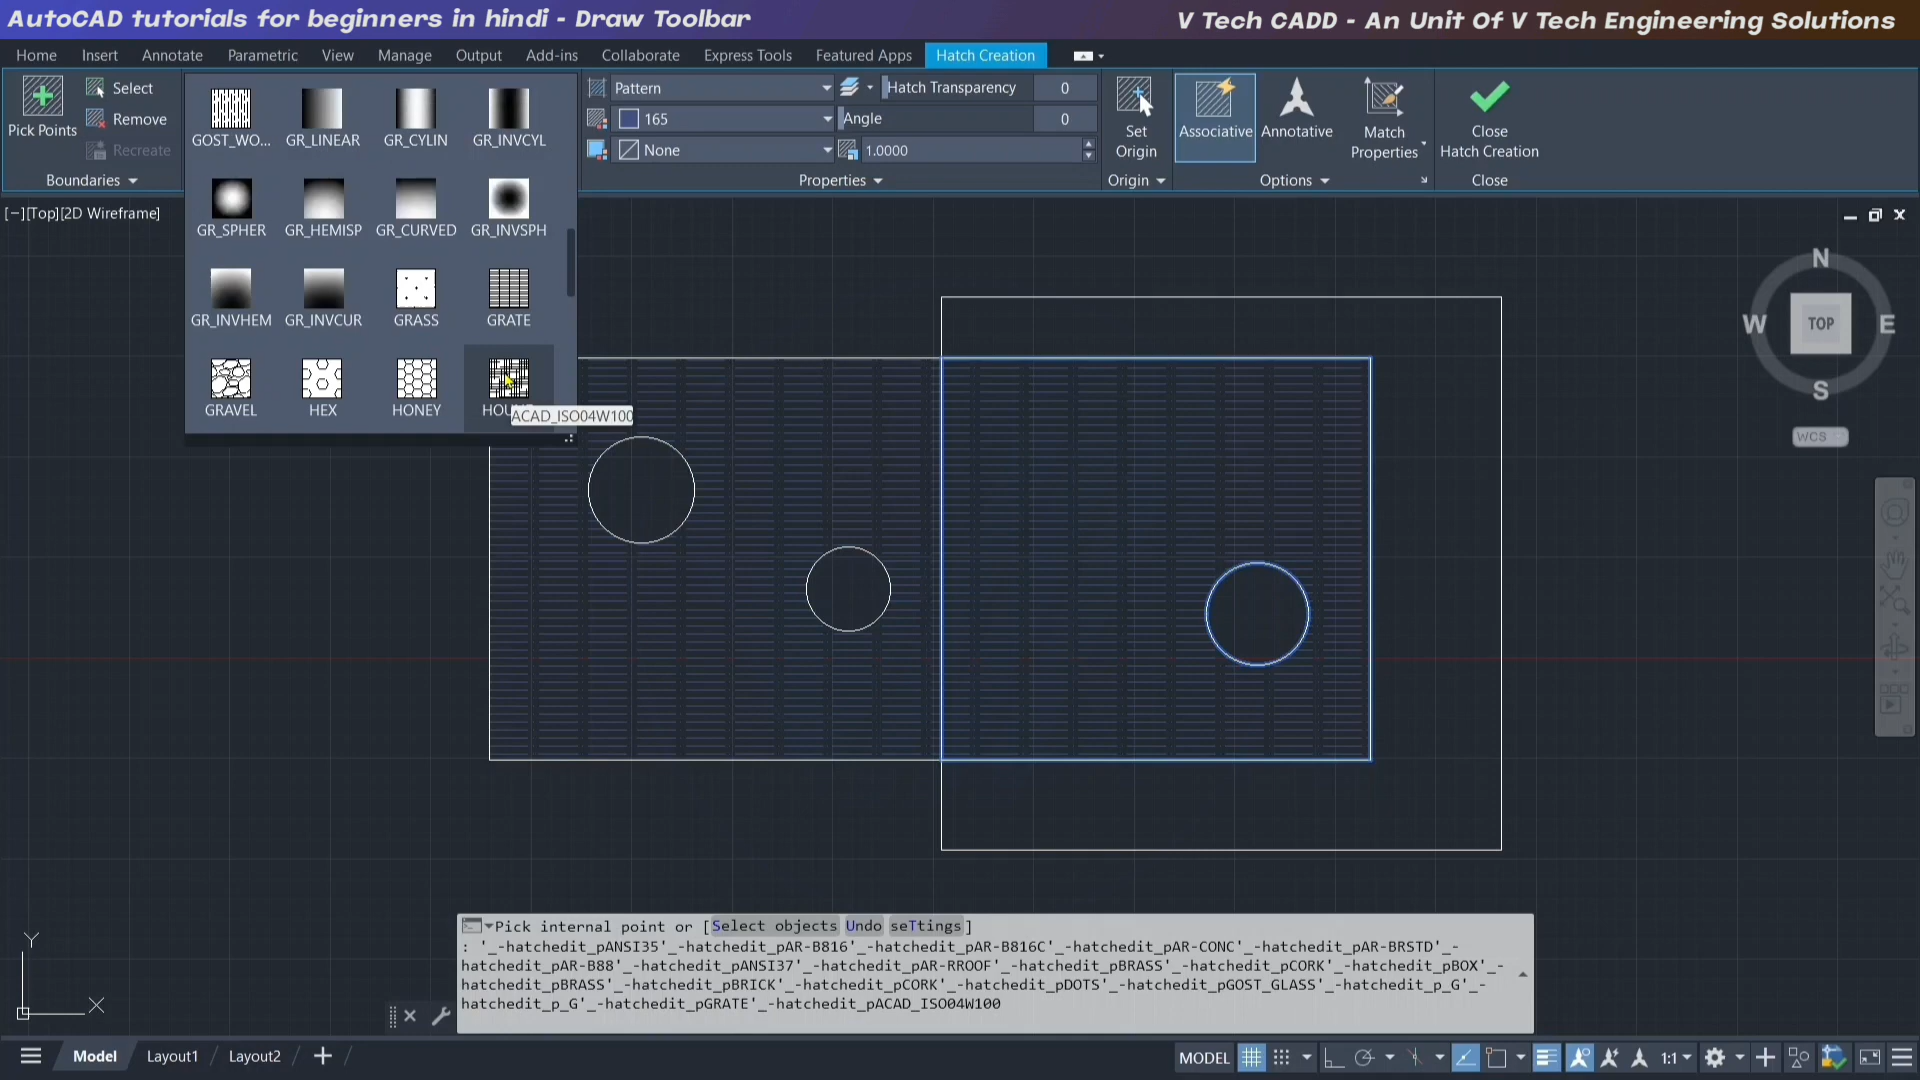 AutoCAD tutorials for beginners in hindi - Draw Toolbar
V Tech CADD - An Unit Of V Tech Engineering Solutions
Home Insert Annotate Parametric View Manage Output Add-ins Collaborate Express Tools Featured Apps Hatch Creation
Pick Points
Select
Remove
Recreate
Boundaries
GOST_WO... GR_LINEAR GR_CYLIN GR_INVCYL
GR_SPHER GR_HEMISP GR_CURVED GR_INVSPH
GR_INVHEM GR_INVCUR GRASS GRATE
GRAVEL HEX HONEY
ACAD_ISO04W100
Pattern
165
None
Hatch Transparency 0
Angle 0
1.0000
Properties
Set
Origin
Origin
Associative
Annotative
Match
Properties
Options
Close
Hatch Creation
Close
[−][Top][2D Wireframe]
N
W TOP E
S
WCS
Y
X
Pick internal point or [Select objects Undo seTtings]
: '_-hatchedit_pANSI35'_-hatchedit_pAR-B816'_-hatchedit_pAR-B816C'_-hatchedit_pAR-CONC'_-hatchedit_pAR-BRSTD'_-
hatchedit_pAR-B88'_-hatchedit_pANSI37'_-hatchedit_pAR-RROOF'_-hatchedit_pBRASS'_-hatchedit_pCORK'_-hatchedit_pBOX'_-
hatchedit_pBRASS'_-hatchedit_pBRICK'_-hatchedit_pCORK'_-hatchedit_pDOTS'_-hatchedit_pGOST_GLASS'_-hatchedit_p_G'_-
hatchedit_p_G'_-hatchedit_pGRATE'_-hatchedit_pACAD_ISO04W100
Model Layout1 Layout2
MODEL
1:1